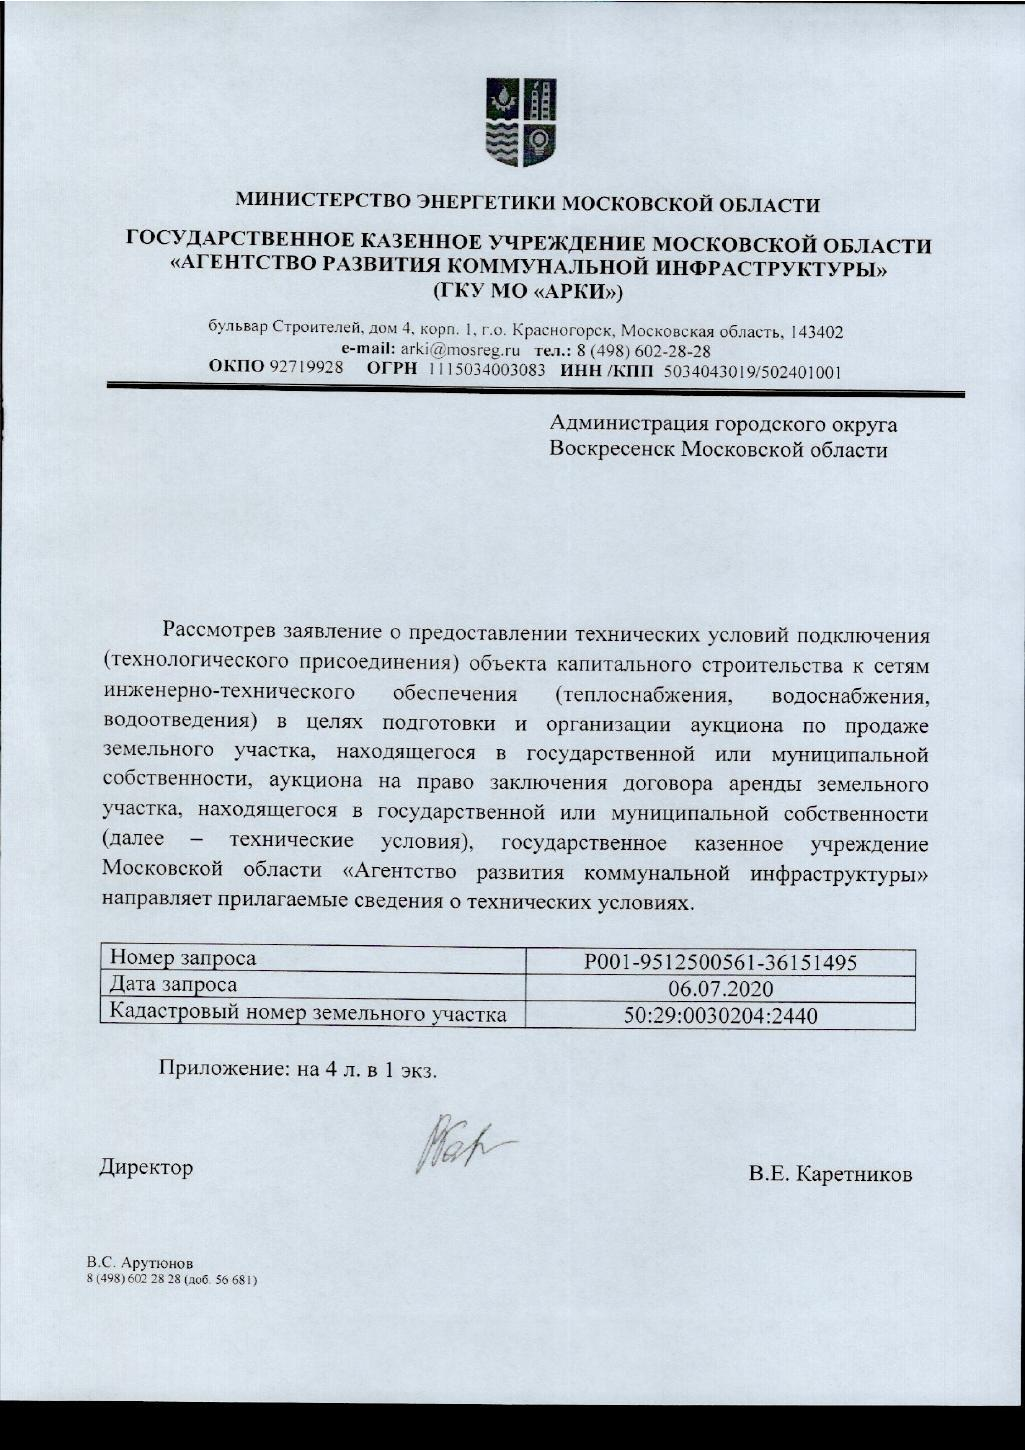 МИНИСТЕРСТВО ЭНЕРГЕТИКИ МОСКОВСКОЙ ОБЛАСТИ
ГОСУДАРСТВЕННОЕ КАЗЕННОЕ УЧРЕЖДЕНИЕ МОСКОВСКОЙ ОБЛАСТИ
«АГЕНТСТВО РАЗВИТИЯ КОММУНАЛЬНОЙ ИНФРАСТРУКТУРЫ»
(ГКУ МО «АРКИ»)
бульвар Строителей, дом 4, корп. 1, г.о. Красногорск, Московская область, 143402
e-mail: arki@mosreg.ru тел.: 8 (498) 602-28-28
ОКПО 92719928 ОГРН 1115034003083 ИНН /КПП 5034043019/502401001
Администрация городского округа
Воскресенск Московской области
Рассмотрев заявление о предоставлении технических условий подключения
(технологического присоединения) объекта капитального строительства к сетям
инженерно-технического обеспечения (теплоснабжения, водоснабжения,
водоотведения) в целях подготовки и организации аукциона по продаже
земельного участка, находящегося в государственной или муниципальной
собственности, аукциона на право заключения договора аренды земельного
участка, находящегося в государственной или муниципальной собственности
(далее – технические условия), государственное казенное учреждение
Московской области «Агентство развития коммунальной инфраструктуры»
направляет прилагаемые сведения о технических условиях.
Номер запроса P001-9512500561-36151495
Дата запроса 06.07.2020
Кадастровый номер земельного участка 50:29:0030204:2440
Приложение: на 4 л. в 1 экз.
Директор В.Е. Каретников
В.С. Арутюнов
8 (498) 602 28 28 (доб. 56 681)